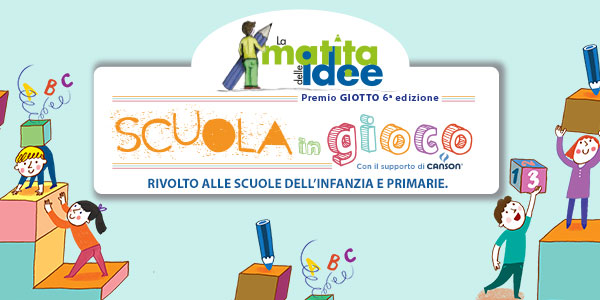 La
matita
delle idee
Premio GIOTTO 6ª edizione
SCUOLA in gioco
Con il supporto di CANSON®
RIVOLTO ALLE SCUOLE DELL'INFANZIA E PRIMARIE.
A B C
1 3
A B C